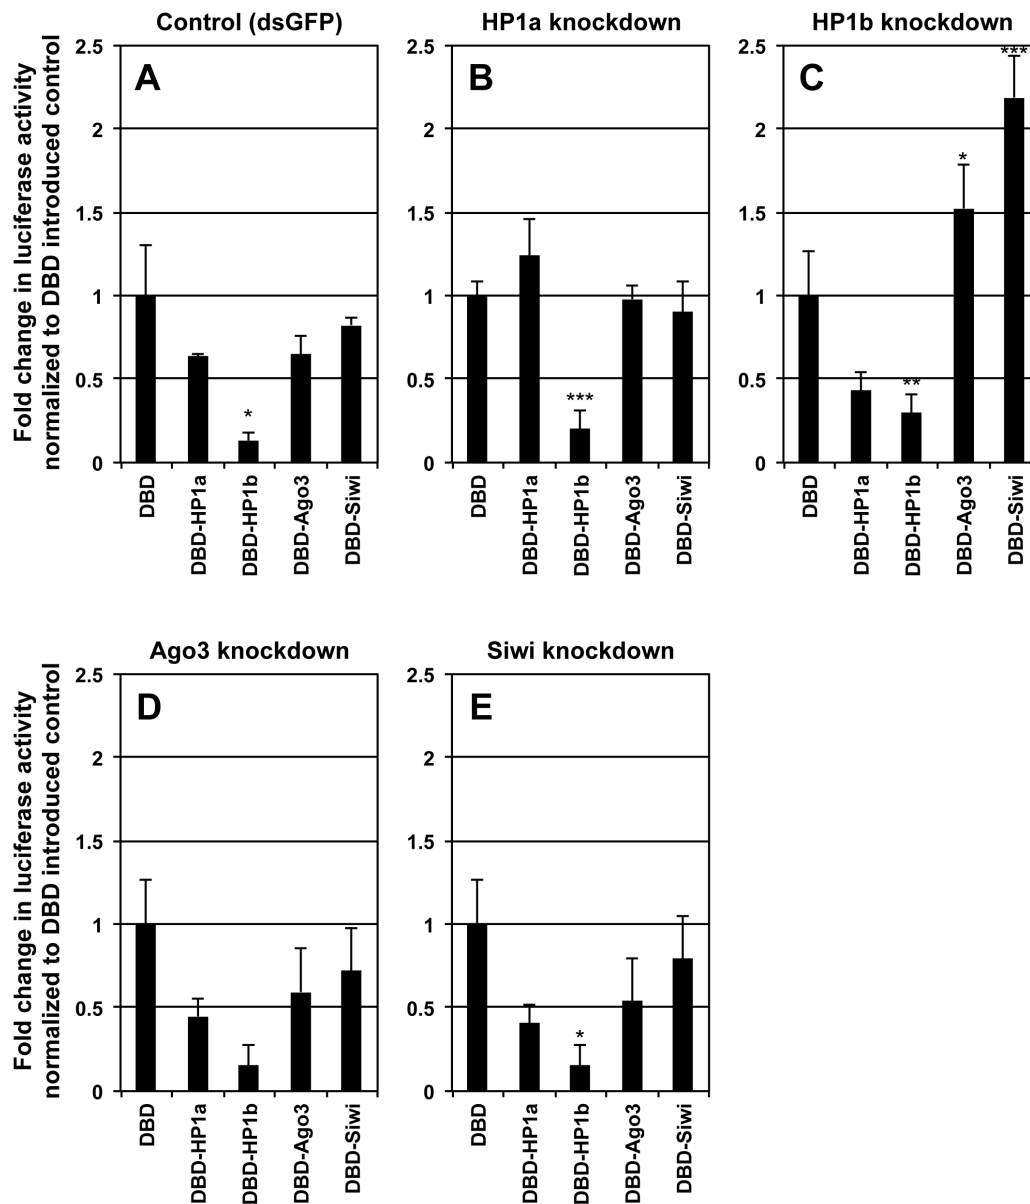 Control (dsGFP)
HP1a knockdown
HP1b knockdown
Fold change in luciferase activity
normalized to DBD introduced control
2.5
2
1.5
1
0.5
0
A
*
DBD
DBD-HP1a
DBD-HP1b
DBD-Ago3
DBD-Siwi
2.5
2
1.5
1
0.5
0
B
***
DBD
DBD-HP1a
DBD-HP1b
DBD-Ago3
DBD-Siwi
2.5
2
1.5
1
0.5
0
C
**
*
***
DBD
DBD-HP1a
DBD-HP1b
DBD-Ago3
DBD-Siwi
Ago3 knockdown
Siwi knockdown
Fold change in luciferase activity
normalized to DBD introduced control
2.5
2
1.5
1
0.5
0
D
DBD
DBD-HP1a
DBD-HP1b
DBD-Ago3
DBD-Siwi
2.5
2
1.5
1
0.5
0
E
*
DBD
DBD-HP1a
DBD-HP1b
DBD-Ago3
DBD-Siwi